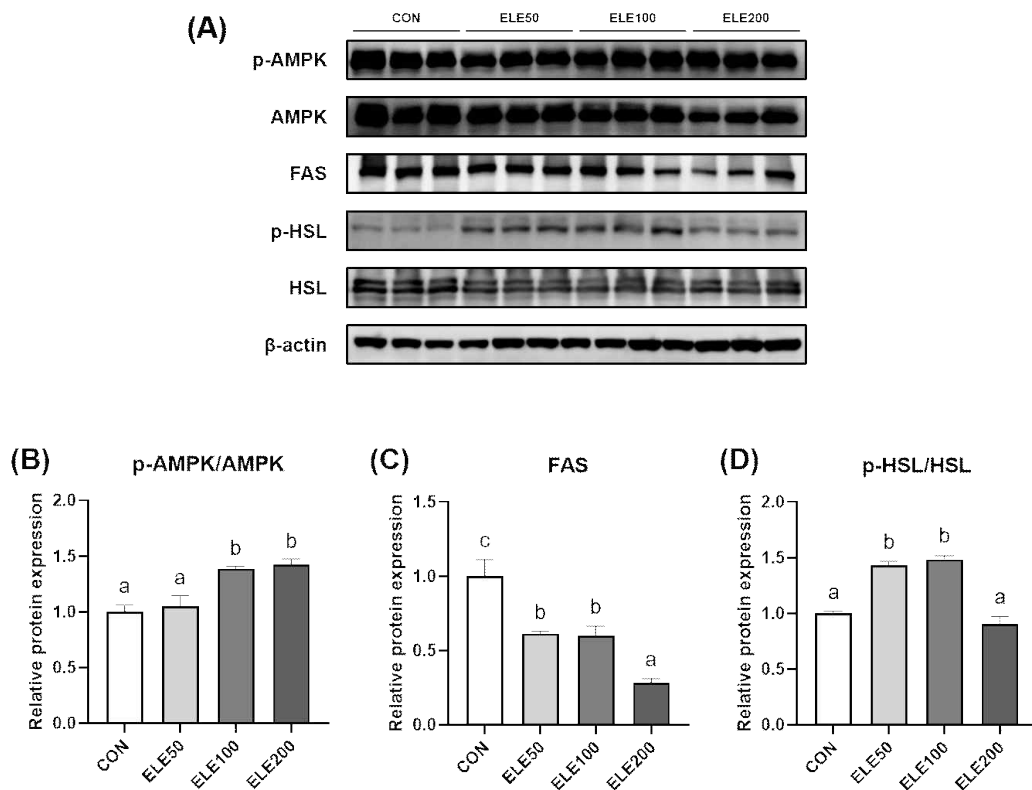 (A)
CON ELE50 ELE100 ELE200
p-AMPK
AMPK
FAS
p-HSL
HSL
β-actin
(B)
p-AMPK/AMPK
Relative protein expression
2.0
1.5
1.0
0.5
0.0
a a b b
CON ELE50 ELE100 ELE200
(C)
FAS
Relative protein expression
1.5
1.0
0.5
0.0
c b b a
CON ELE50 ELE100 ELE200
(D)
p-HSL/HSL
Relative protein expression
2.0
1.5
1.0
0.5
0.0
a b b a
CON ELE50 ELE100 ELE200